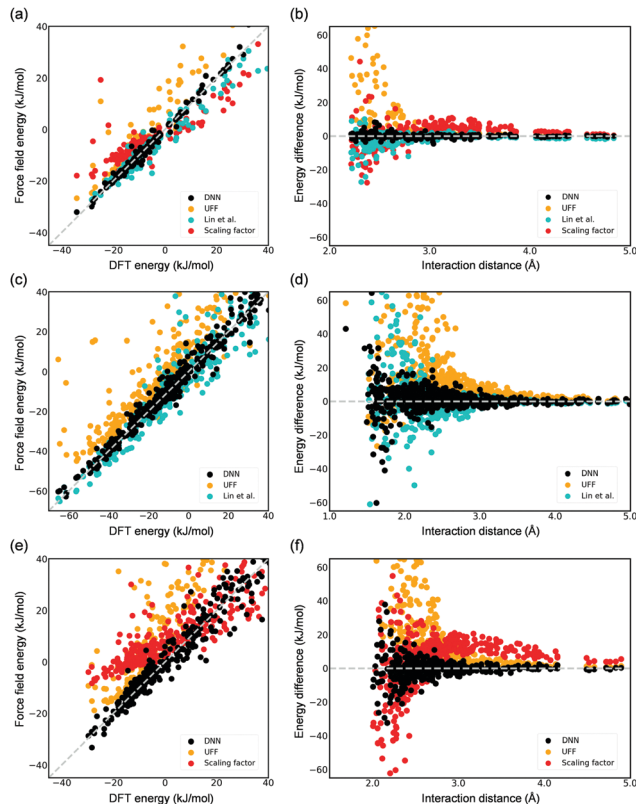 (a)
40
20
0
−20
−40
Force field energy (kJ/mol)
DNN
UFF
Lin et al.
Scaling factor
−40 −20 0 20 40
DFT energy (kJ/mol)
(b)
60
40
20
0
−20
−40
−60
Energy difference (kJ/mol)
DNN
UFF
Lin et al.
Scaling factor
2.0 3.0 4.0 5.0
Interaction distance (Å)
(c)
40
20
0
−20
−40
−60
Force field energy (kJ/mol)
DNN
UFF
Lin et al.
−60 −40 −20 0 20 40
DFT energy (kJ/mol)
(d)
60
40
20
0
−20
−40
−60
Energy difference (kJ/mol)
DNN
UFF
Lin et al.
1.0 2.0 3.0 4.0 5.0
Interaction distance (Å)
(e)
40
20
0
−20
−40
Force field energy (kJ/mol)
DNN
UFF
Scaling factor
−40 −20 0 20 40
DFT energy (kJ/mol)
(f)
60
40
20
0
−20
−40
−60
Energy difference (kJ/mol)
DNN
UFF
Scaling factor
2.0 3.0 4.0 5.0
Interaction distance (Å)